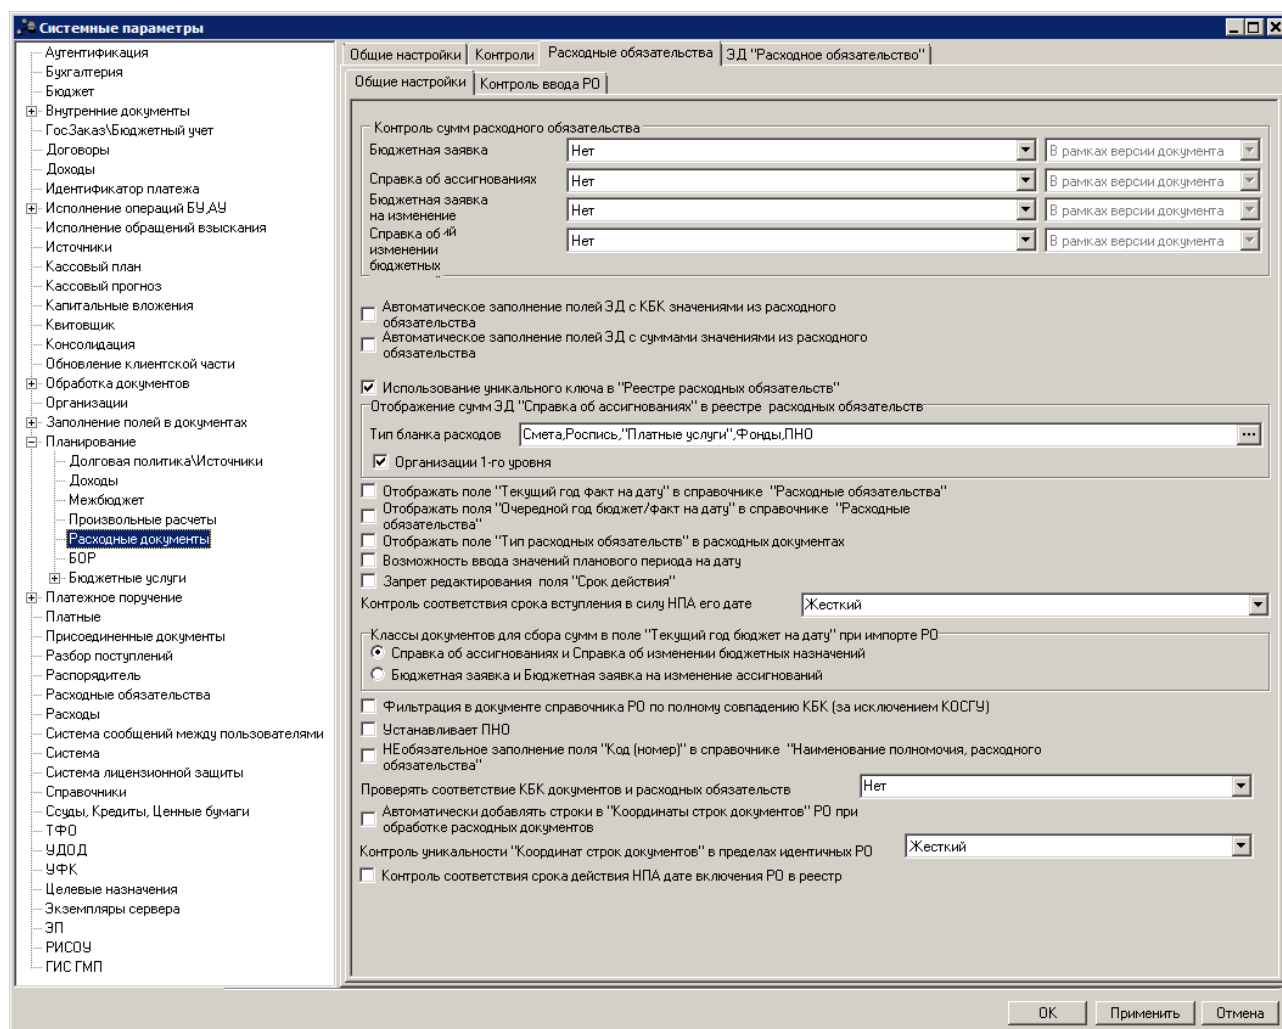 Системные параметры
Аутентификация
Бухгалтерия
Бюджет
Внутренние документы
ГосЗаказ\Бюджетный учет
Договоры
Доходы
Идентификатор платежа
Исполнение операций БУ,АУ
Исполнение обращений взыскания
Источники
Кассовый план
Кассовый прогноз
Капитальные вложения
Квитовщик
Консолидация
Обновление клиентской части
Обработка документов
Организации
Заполнение полей в документах
Планирование
Долговая политика\Источники
Доходы
Межбюджет
Произвольные расчеты
Расходные документы
БОР
Бюджетные услуги
Платежное поручение
Платные
Присоединенные документы
Разбор поступлений
Распорядитель
Расходные обязательства
Расходы
Система сообщений между пользователями
Система
Система лицензионной защиты
Справочники
Ссуды, Кредиты, Ценные бумаги
ТФО
УДОД
УФК
Целевые назначения
Экземпляры сервера
ЭП
РИСОУ
ГИС ГМП
Общие настройки Контроли Расходные обязательства ЭД "Расходное обязательство"
Общие настройки Контроль ввода РО
Контроль сумм расходного обязательства
Бюджетная заявка Нет В рамках версии документа
Справка об ассигнованиях Нет В рамках версии документа
Бюджетная заявка
на изменение Нет В рамках версии документа
Справка об ий
изменении Нет В рамках версии документа
бюджетных
Автоматическое заполнение полей ЭД с КБК значениями из расходного
обязательства
Автоматическое заполнение полей ЭД с суммами значениями из расходного
обязательства
Использование уникального ключа в "Реестре расходных обязательств"
Отображение сумм ЭД "Справка об ассигнованиях" в реестре расходных обязательств
Тип бланка расходов Смета,Роспись,"Платные услуги",Фонды,ПНО ...
Организации 1-го уровня
Отображать поле "Текущий год факт на дату" в справочнике "Расходные обязательства"
Отображать поля "Очередной год бюджет/факт на дату" в справочнике "Расходные
обязательства"
Отображать поле "Тип расходных обязательств" в расходных документах
Возможность ввода значений планового периода на дату
Запрет редактирования поля "Срок действия"
Контроль соответствия срока вступления в силу НПА его дате Жесткий
Классы документов для сбора сумм в поле "Текущий год бюджет на дату" при импорте РО
Справка об ассигнованиях и Справка об изменении бюджетных назначений
Бюджетная заявка и Бюджетная заявка на изменение ассигнований
Фильтрация в документе справочника РО по полному совпадению КБК (за исключением КОСГУ)
Устанавливает ПНО
НЕобязательное заполнение поля "Код (номер)" в справочнике "Наименование полномочия, расходного
обязательства"
Проверять соответствие КБК документов и расходных обязательств Нет
Автоматически добавлять строки в "Координаты строк документов" РО при
обработке расходных документов
Контроль уникальности "Координат строк документов" в пределах идентичных РО Жесткий
Контроль соответствия срока действия НПА дате включения РО в реестр
OK Применить Отмена